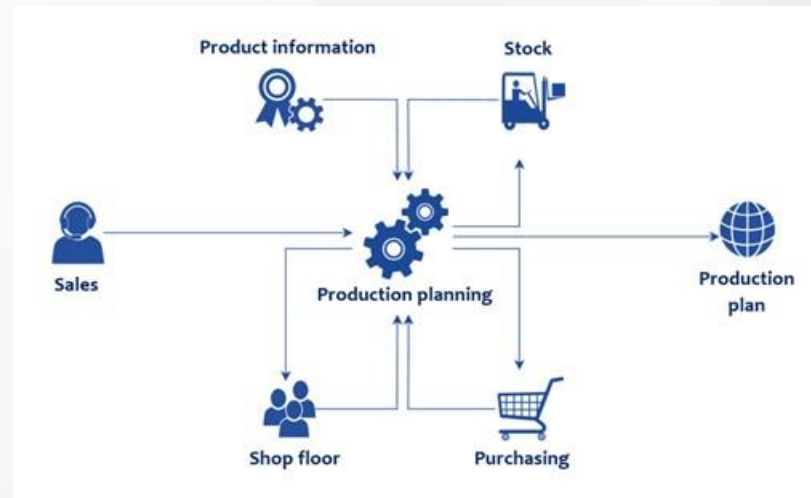 Product information
Stock
Sales
Production planning
Production
plan
Shop floor
Purchasing